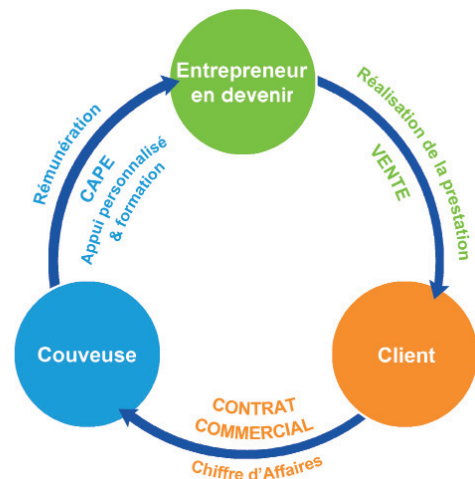 Entrepreneur
en devenir
Réalisation de la prestation
VENTE
Client
CONTRAT
COMMERCIAL
Chiffre d'Affaires
Couveuse
Rémunération
CAPE
Appui personnalisé
& formation